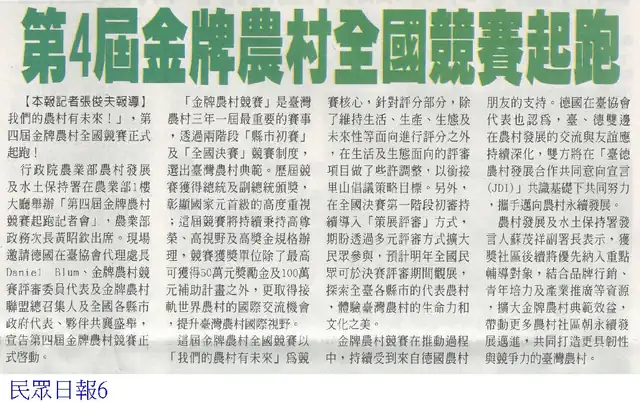 第4屆金牌農村全國競賽起跑
【本報記者張俊夫報導】
我們的農村有未來！」，第
四屆金牌農村全國競賽正式
起跑！
行政院農業部農村發展
及水土保持署在農業部1樓
大廳舉辦「第四屆金牌農村
競賽起跑記者會」，農業部
政務次長黃昭欽出席。現場
邀請德國在臺協會代理處長
Daniel Blum、金牌農村競
賽評審委員代表及金牌農村
聯盟總召集人及全國各縣市
政府代表、夥伴共襄盛舉，
宣告第四屆金牌農村競賽正
式啓動。
「金牌農村競賽」是臺灣
農村三年一屆最重要的賽事
，透過兩階段「縣市初賽」
及「全國決賽」競賽制度，
選出臺灣農村典範。歷屆競
賽獲得總統及副總統頒獎，
彰顯國家元首級的高度重視
；這屆競賽將持續秉持高尊
榮、高視野及高獎金規格辦
理，競賽獲獎單位除了最高
可獲得50萬元獎勵金及100萬
元補助計畫之外，更取得接
軌世界農村的國際交流機會
，提升臺灣農村國際視野。
這屆金牌農村全國競賽以
「我們的農村有未來」為競
賽核心，針對評分部分，除
了維持生活、生產、生態及
未來性等面向進行評分之外
，在生活及生態面向的評審
項目做了些許調整，以銜接
里山倡議策略目標。另外，
在全國決賽第一階段初審持
續導入「策展評審」方式，
期盼透過多元評審方式擴大
民眾參與，預計明年全國民
眾可於決賽評審期間觀展，
探索全臺各縣市的代表農村
，體驗臺灣農村的生命力和
文化之美。
金牌農村競賽在推動過程
中，持續受到來自德國農村
朋友的支持。德國在臺協會
代表也認為，臺、德雙邊
在農村發展的交流與友誼應
持續深化，雙方將在「臺德
農村發展合作共同意向宣言
(JDI)」共識基礎下共同努力
，攜手邁向農村永續發展。
農村發展及水土保持署發
言人蘇茂祥副署長表示，獲
獎社區後續將優先納入重點
輔導對象，結合品牌行銷、
青年培力及產業推廣等資源
，擴大金牌農村典範效益，
帶動更多農村社區朝永續發
展邁進，共同打造更具韌性
與競爭力的臺灣農村。
民眾日報6